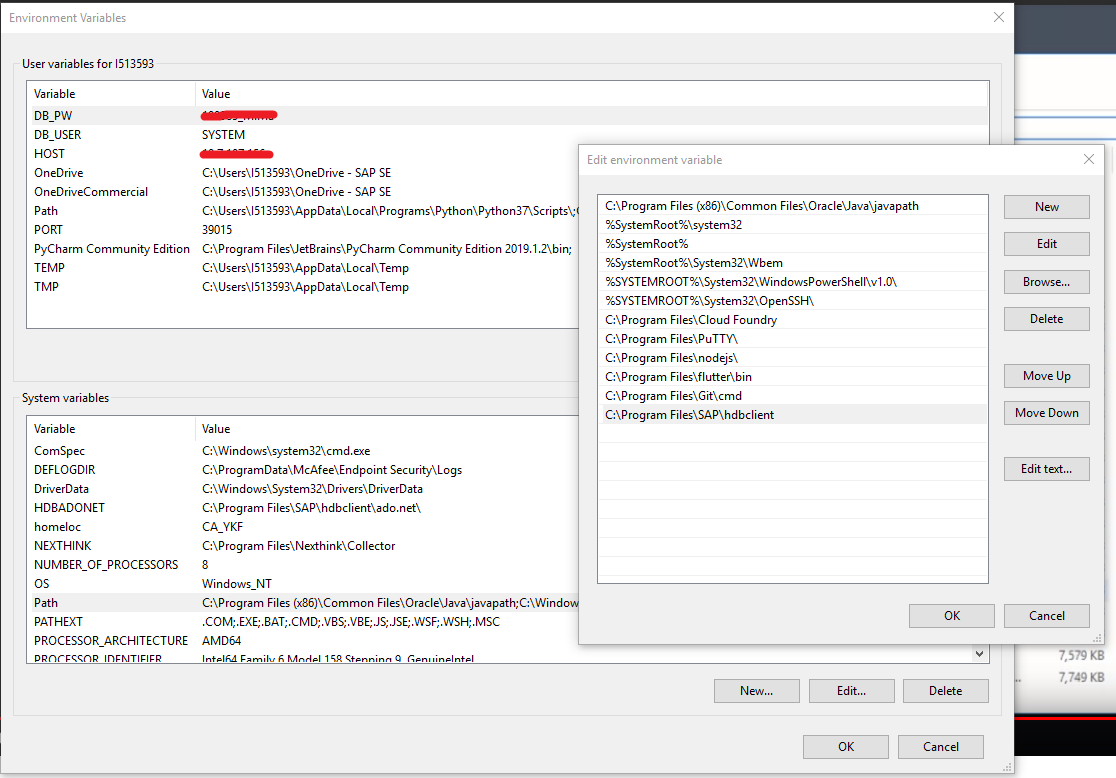 Environment Variables
User variables for I513593
Variable Value
DB_PW
DB_USER SYSTEM
HOST
OneDrive C:\Users\I513593\OneDrive - SAP SE
OneDriveCommercial C:\Users\I513593\OneDrive - SAP SE
Path C:\Users\I513593\AppData\Local\Programs\Python\Python37\Scripts\;C
PORT 39015
PyCharm Community Edition C:\Program Files\JetBrains\PyCharm Community Edition 2019.1.2\bin;
TEMP C:\Users\I513593\AppData\Local\Temp
TMP C:\Users\I513593\AppData\Local\Temp
System variables
Variable Value
ComSpec C:\Windows\system32\cmd.exe
DEFLOGDIR C:\ProgramData\McAfee\Endpoint Security\Logs
DriverData C:\Windows\System32\Drivers\DriverData
HDBADONET C:\Program Files\SAP\hdbclient\ado.net\
homeloc CA_YKF
NEXTHINK C:\Program Files\Nexthink\Collector
NUMBER_OF_PROCESSORS 8
OS Windows_NT
Path C:\Program Files (x86)\Common Files\Oracle\Java\javapath;C:\Windows
PATHEXT .COM;.EXE;.BAT;.CMD;.VBS;.VBE;.JS;.JSE;.WSF;.WSH;.MSC
PROCESSOR_ARCHITECTURE AMD64
PROCESSOR_IDENTIFIER Intel64 Family 6 Model 158 Stepping 9, GenuineIntel
New...
Edit...
Delete
OK
Cancel
Edit environment variable
C:\Program Files (x86)\Common Files\Oracle\Java\javapath
%SystemRoot%\system32
%SystemRoot%
%SystemRoot%\System32\Wbem
%SYSTEMROOT%\System32\WindowsPowerShell\v1.0\
%SYSTEMROOT%\System32\OpenSSH\
C:\Program Files\Cloud Foundry
C:\Program Files\PuTTY\
C:\Program Files\nodejs\
C:\Program Files\flutter\bin
C:\Program Files\Git\cmd
C:\Program Files\SAP\hdbclient
New
Edit
Browse...
Delete
Move Up
Move Down
Edit text...
OK
Cancel
7,579 KB
7,749 KB